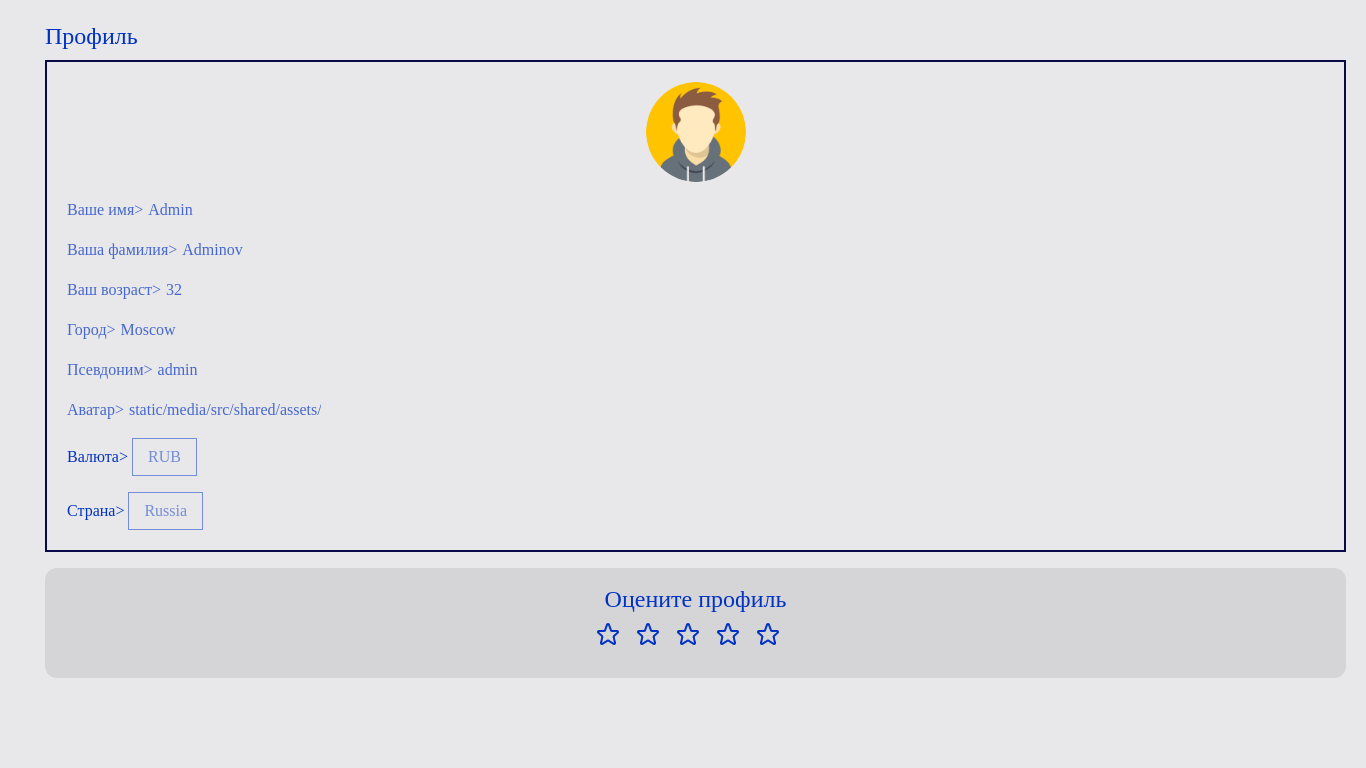 Профиль
Ваше имя> Admin
Ваша фамилия> Adminov
Ваш возраст> 32
Город> Moscow
Псевдоним> admin
Аватар> static/media/src/shared/assets/
Валюта> RUB
Страна> Russia
Оцените профиль